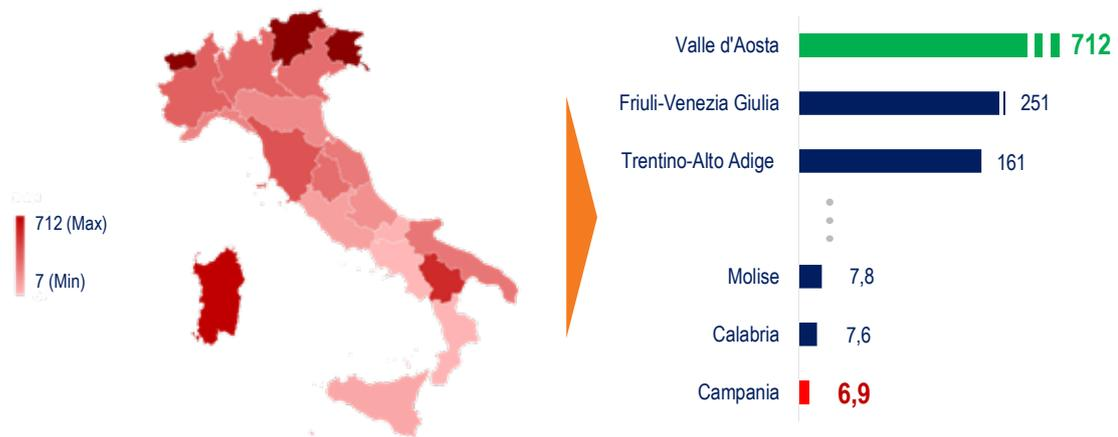 712 (Max)
7 (Min)
Valle d'Aosta 712
Friuli-Venezia Giulia 251
Trentino-Alto Adige 161
Molise 7,8
Calabria 7,6
Campania 6,9